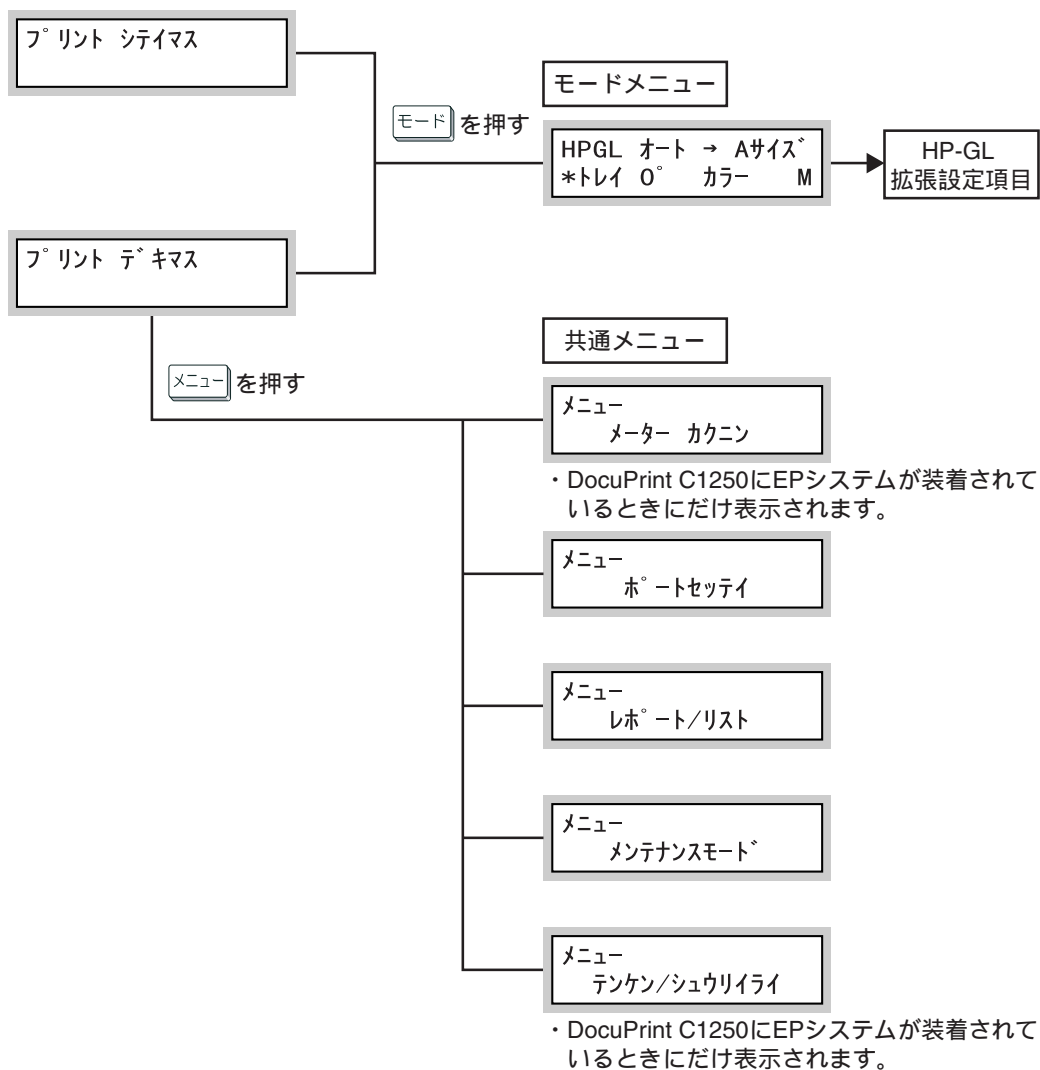 プリント シテイマス
モードメニュー
モード を押す
HPGL オート → Aサイズ
*トレイ 0° カラー M
HP-GL
拡張設定項目
プリント デキマス
共通メニュー
メニュー を押す
メニュー
メーター カクニン
・DocuPrint C1250にEPシステムが装着されて
いるときにだけ表示されます。
メニュー
ポートセッテイ
メニュー
レポート/リスト
メニュー
メンテナンスモード
メニュー
テンケン/シュウリイライ
・DocuPrint C1250にEPシステムが装着されて
いるときにだけ表示されます。